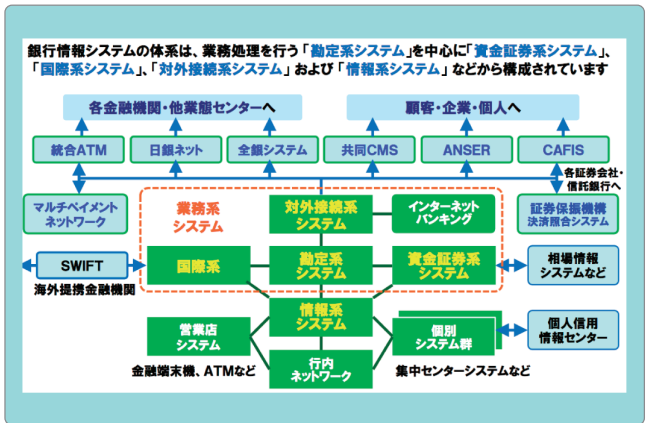 銀行情報システムの体系は、業務処理を行う「勘定系システム」を中心に「資金証券系システム」、
「国際系システム」、「対外接続系システム」および「情報系システム」などから構成されています
各金融機関・他業態センターへ
顧客・企業・個人へ
統合ATM
日銀ネット
全銀システム
共同CMS
ANSER
CAFIS
各証券会社・
信託銀行へ
マルチペイメント
ネットワーク
業務系
システム
対外接続系
システム
インターネット
バンキング
証券保振機構
決済照合システム
SWIFT
国際系
勘定系
システム
資金証券系
システム
相場情報
システムなど
海外提携金融機関
情報系
システム
営業店
システム
個別
システム群
個人信用
情報センター
金融端末機、ATMなど
行内
ネットワーク
集中センターシステムなど